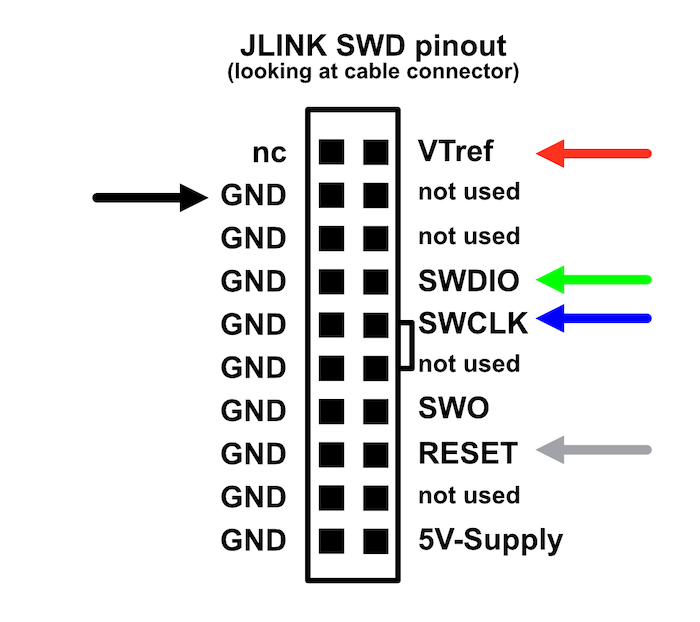 JLINK SWD pinout
(looking at cable connector)
nc VTref
GND not used
GND not used
GND SWDIO
GND SWCLK
GND not used
GND SWO
GND RESET
GND not used
GND 5V-Supply